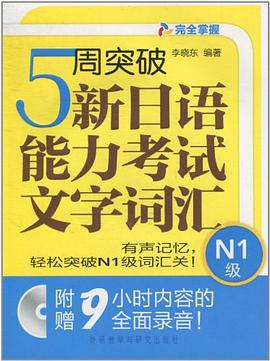 完全掌握
5周突破
李晓东 编著
新日语
能力考试
文字词汇
有声记忆，
轻松突破N1级词汇关！
N1
级
附赠9小时内容的
全面录音！
外语教学与研究出版社